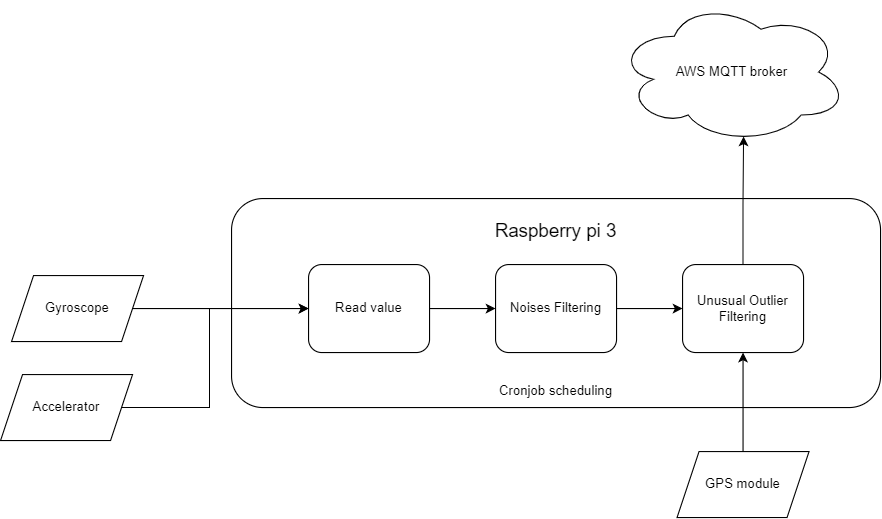 AWS MQTT broker
Raspberry pi 3
Gyroscope
Read value
Noises Filtering
Unusual Outlier
Filtering
Cronjob scheduling
Accelerator
GPS module